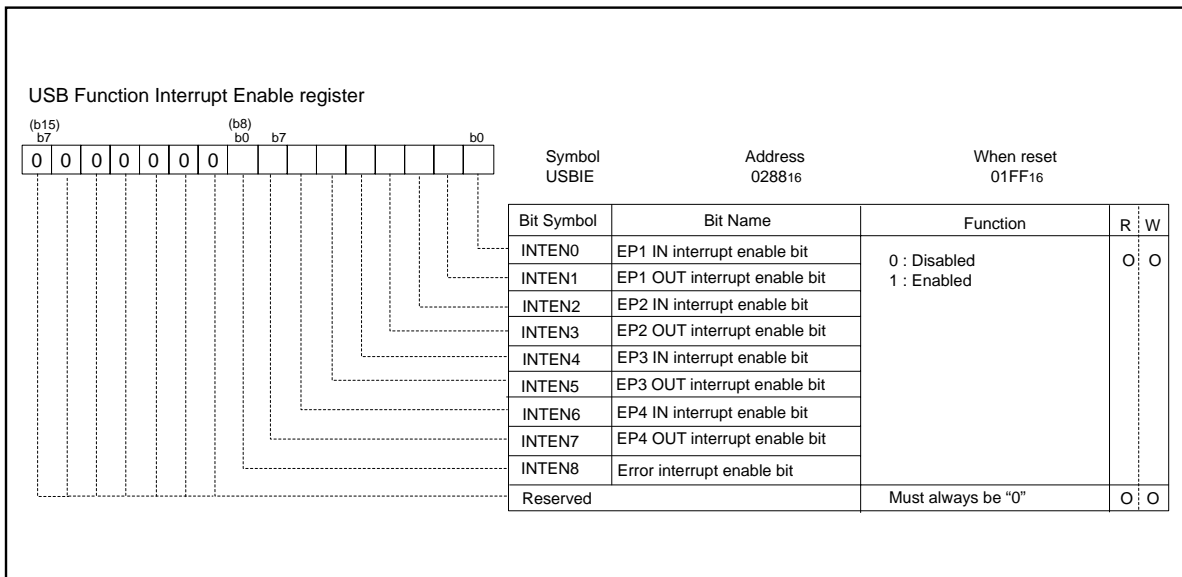 USB Function Interrupt Enable register
(b15) (b8)
b7 b0 b7 b0
0 0 0 0 0 0 0
Symbol Address When reset
USBIE 028816 01FF16
Bit Symbol Bit Name Function R W
INTEN0 EP1 IN interrupt enable bit 0 : Disabled O O
INTEN1 EP1 OUT interrupt enable bit 1 : Enabled
INTEN2 EP2 IN interrupt enable bit
INTEN3 EP2 OUT interrupt enable bit
INTEN4 EP3 IN interrupt enable bit
INTEN5 EP3 OUT interrupt enable bit
INTEN6 EP4 IN interrupt enable bit
INTEN7 EP4 OUT interrupt enable bit
INTEN8 Error interrupt enable bit
Reserved Must always be “0” O O